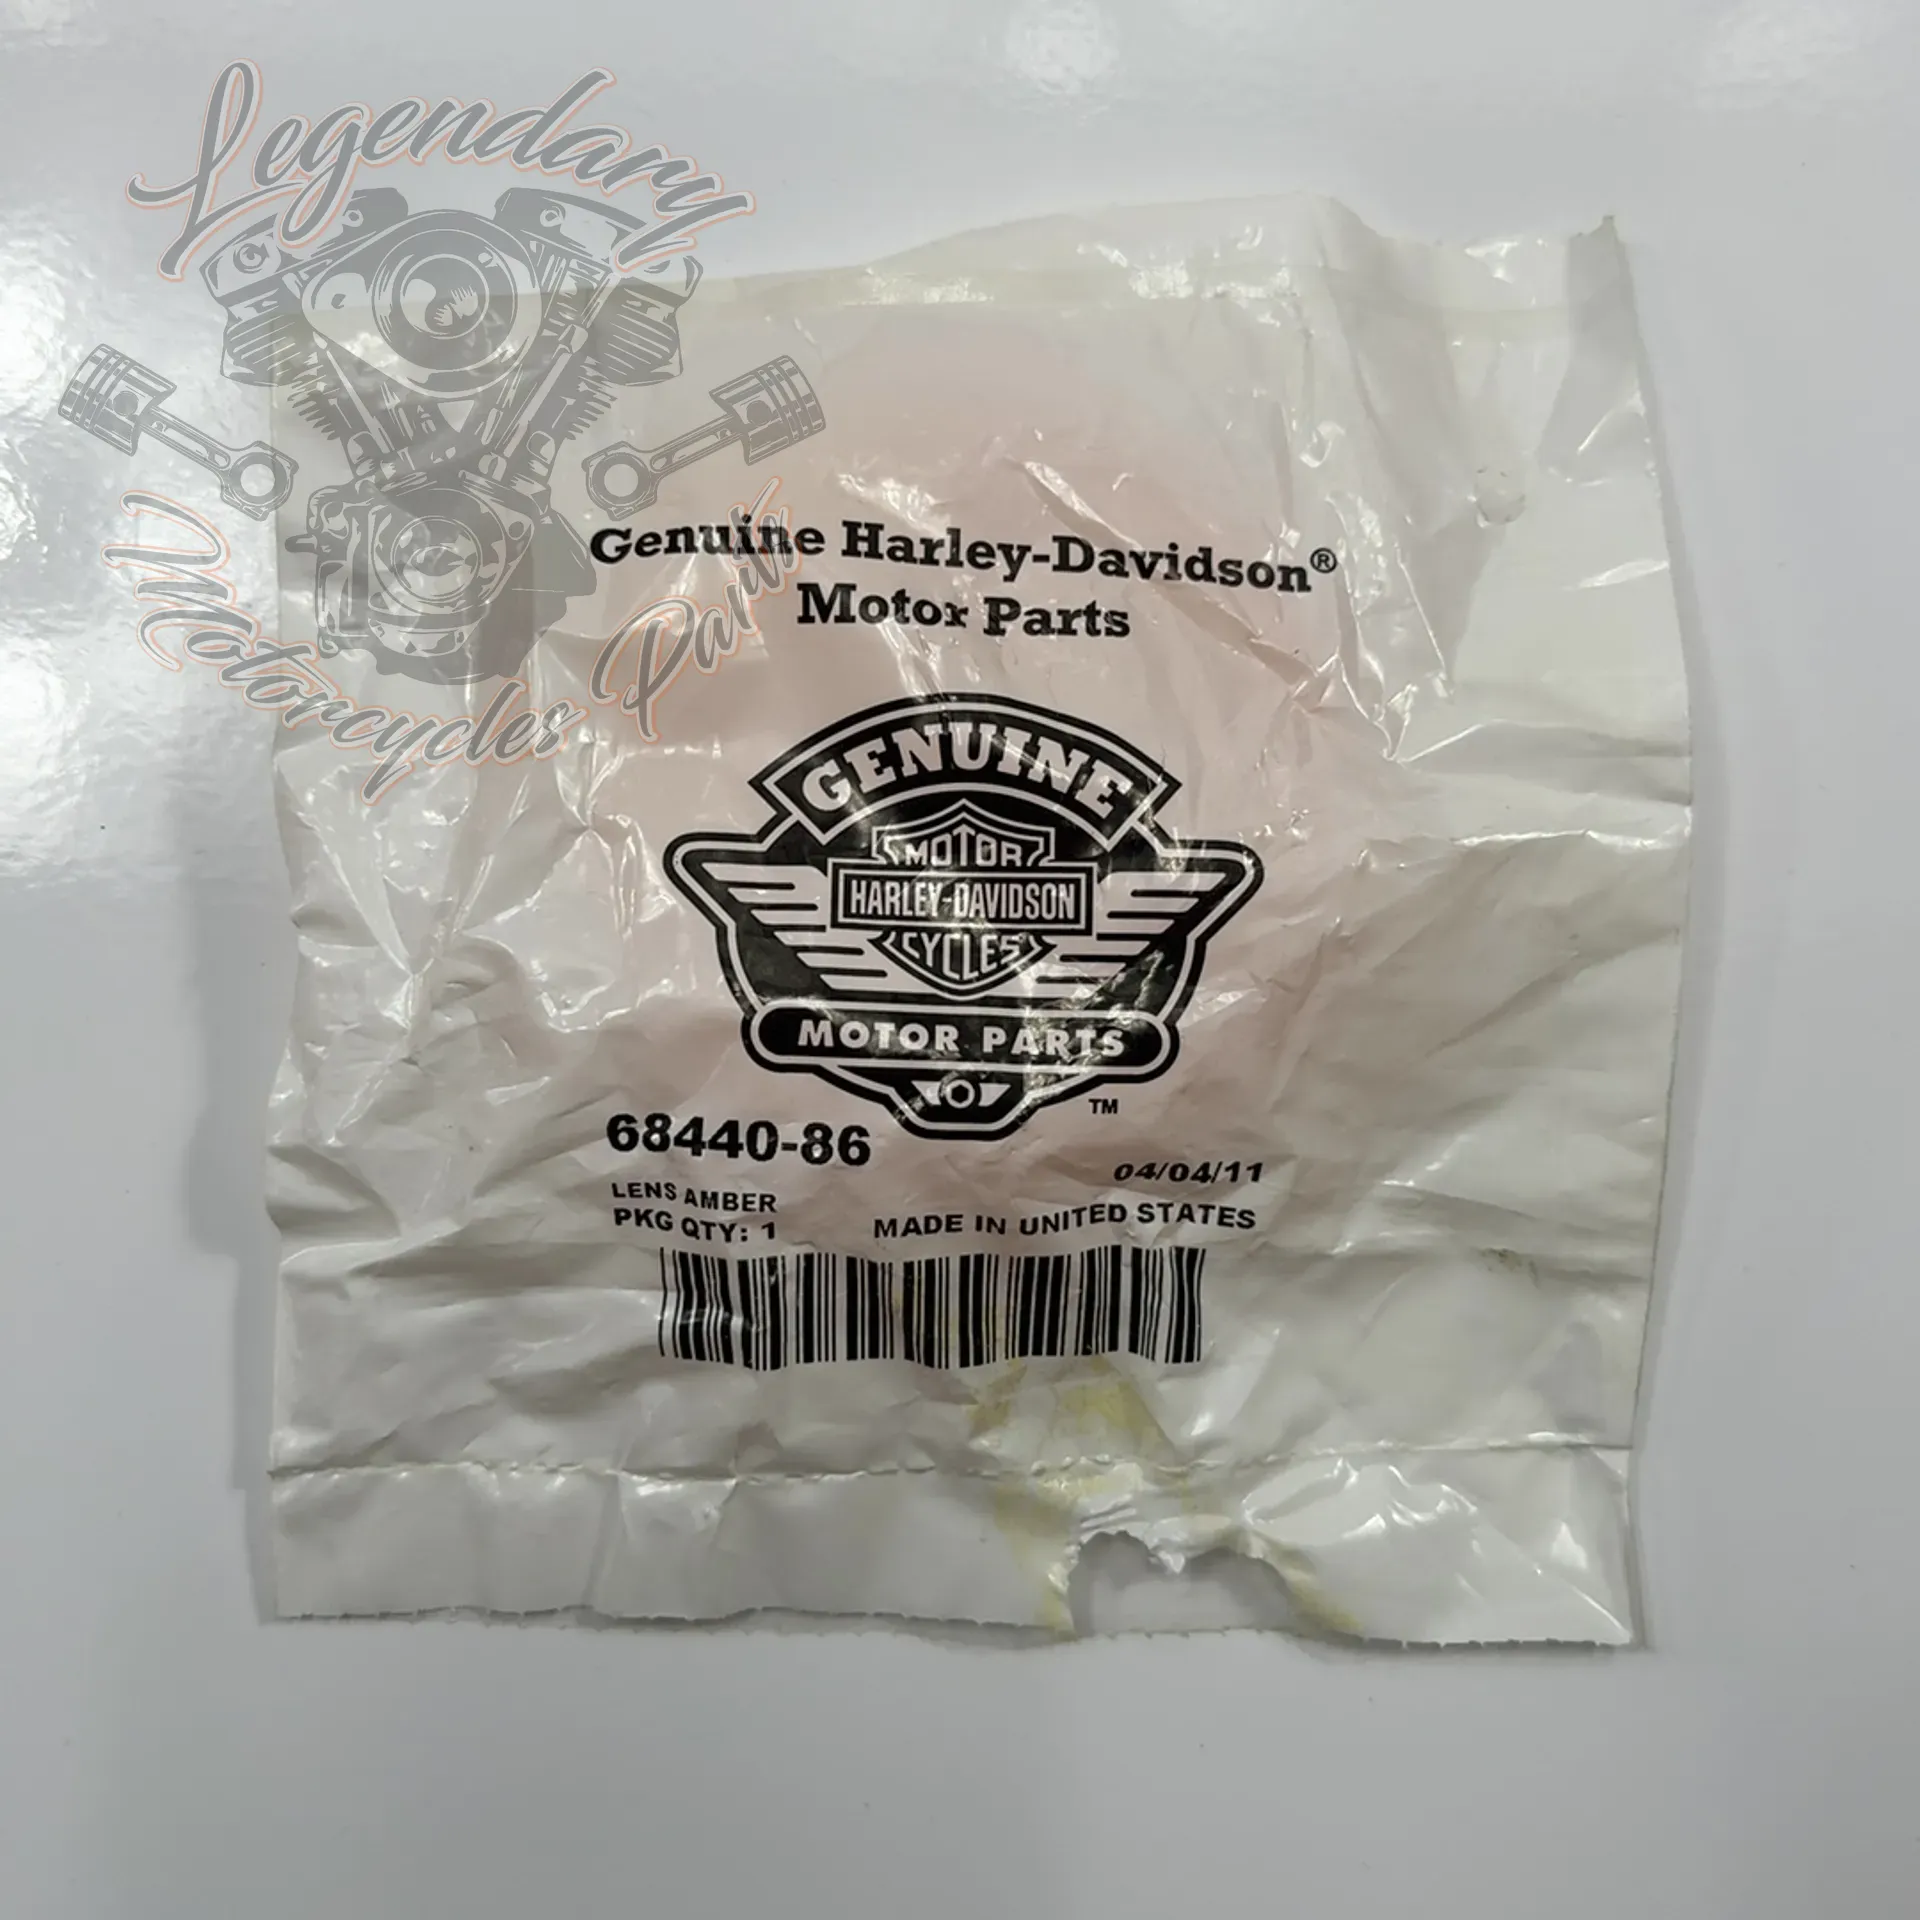 Legendary
Motorcycles Parts
Genuine Harley-Davidson®
Motor Parts
GENUINE
MOTOR
HARLEY-DAVIDSON
CYCLES
MOTOR PARTS
TM
68440-86
04/04/11
LENS AMBER
PKG QTY: 1
MADE IN UNITED STATES